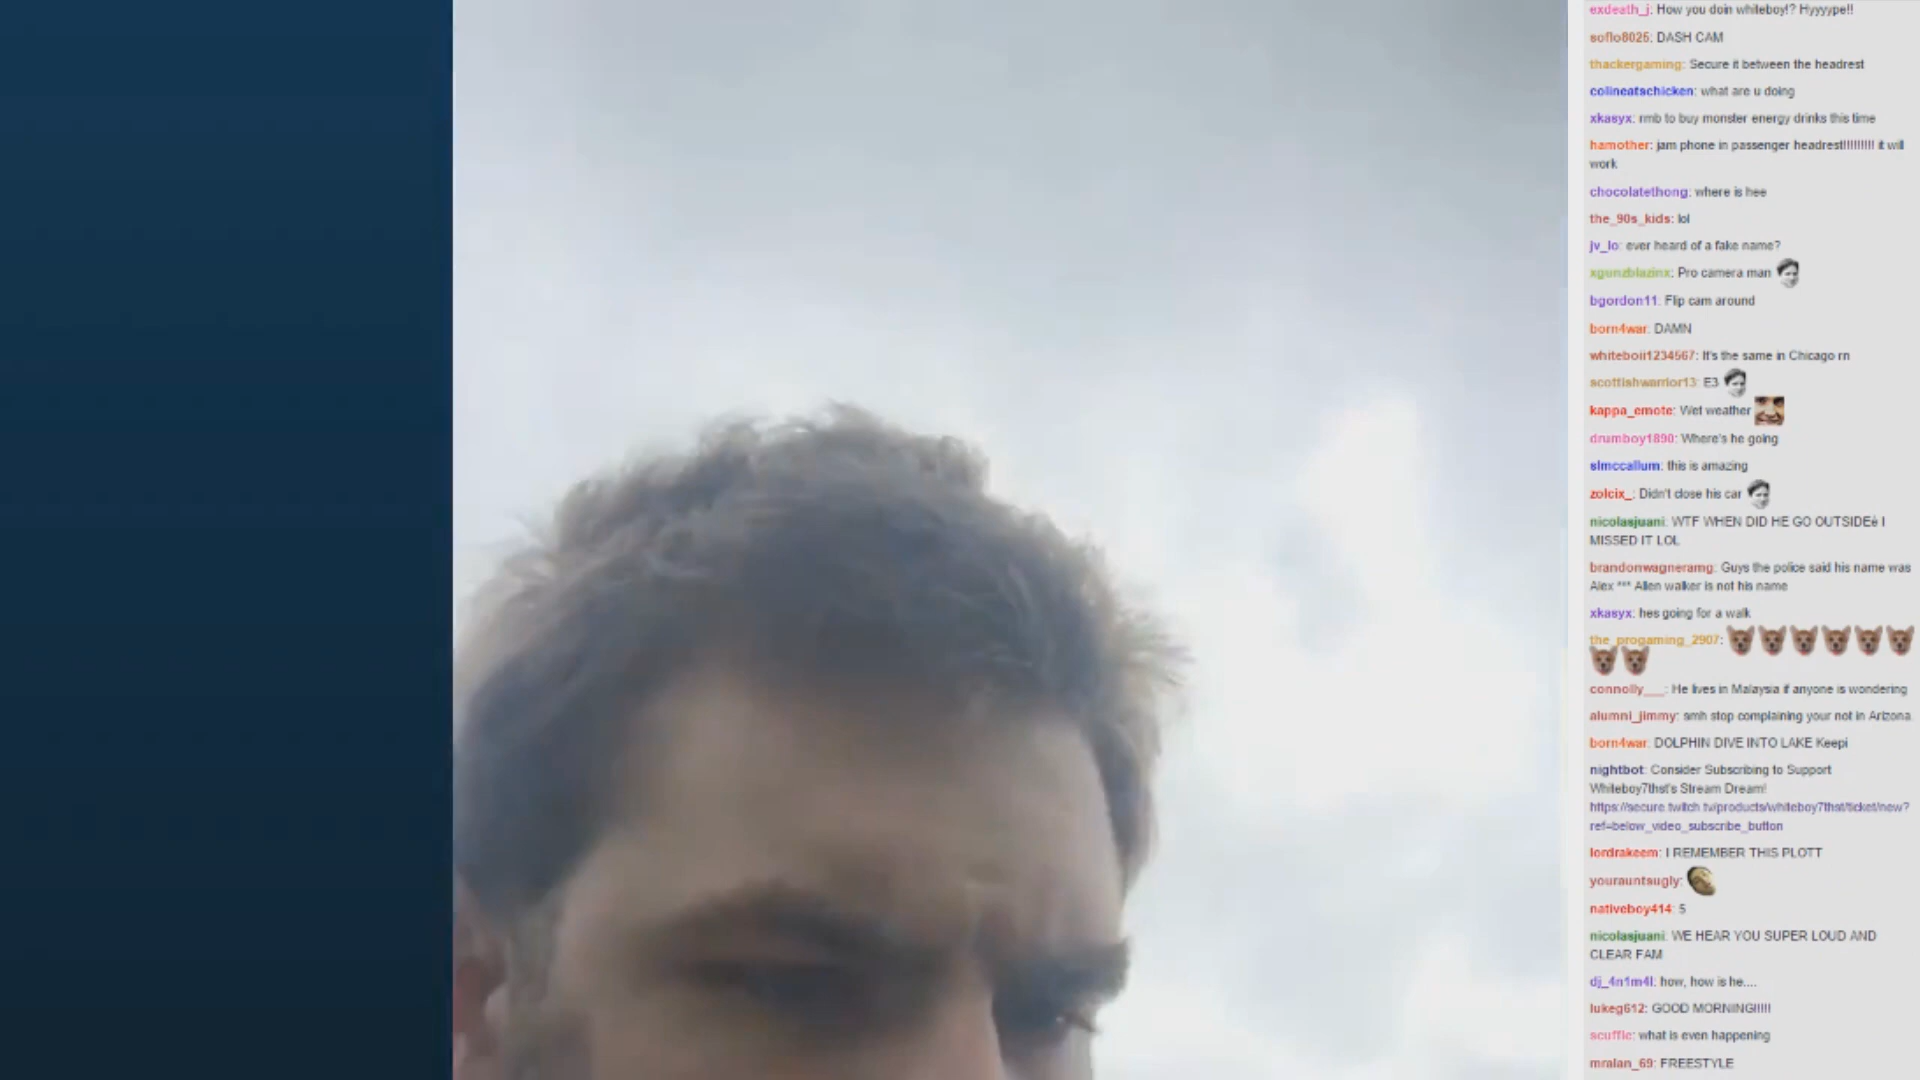 exdeath_j: How you doin whiteboy!? Hyyyype!!
soflo8025: DASH CAM
thackergaming: Secure it between the headrest
colineatschicken: what are u doing
xkasyx: rmb to buy monster energy drinks this time
hamother: jam phone in passenger headrest!!!!!!!!! it will
work
chocolatethong: where is hee
the_90s_kids: lol
jv_lo: ever heard of a fake name?
xgunzblazinx: Pro camera man
bgordon11: Flip cam around
born4war: DAMN
whiteboii1234567: It's the same in Chicago rn
scottishwarrior13: E3
kappa_emote: Wet weather
drumboy1890: Where's he going
slmccallum: this is amazing
zolcix_: Didn't close his car
nicolasjuani: WTF WHEN DID HE GO OUTSIDEè I
MISSED IT LOL
brandonwagneramg: Guys the police said his name was
Alex *** Allen walker is not his name
xkasyx: hes going for a walk
the_progaming_2907:
connolly___: He lives in Malaysia if anyone is wondering
alumni_jimmy: smh stop complaining your not in Arizona
born4war: DOLPHIN DIVE INTO LAKE Keepi
nightbot: Consider Subscribing to Support
Whiteboy7thst's Stream Dream!
https://secure.twitch.tv/products/whiteboy7thst/ticket/new?
ref=below_video_subscribe_button
lordrakeem: I REMEMBER THIS PLOTT
yourauntsugly:
nativeboy414: 5
nicolasjuani: WE HEAR YOU SUPER LOUD AND
CLEAR FAM
dj_4n1m4l: how, how is he....
lukeg612: GOOD MORNING!!!!!
scuffle: what is even happening
mralan_69: FREESTYLE